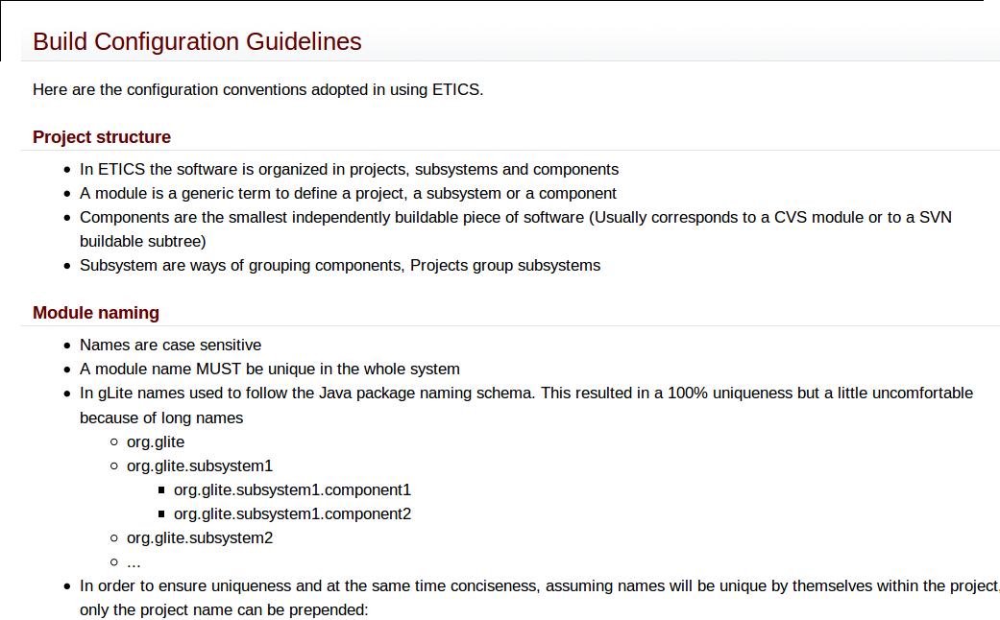 Build Configuration Guidelines
Here are the configuration conventions adopted in using ETICS.
Project structure
In ETICS the software is organized in projects, subsystems and components
A module is a generic term to define a project, a subsystem or a component
Components are the smallest independently buildable piece of software (Usually corresponds to a CVS module or to a SVN
buildable subtree)
Subsystem are ways of grouping components, Projects group subsystems
Module naming
Names are case sensitive
A module name MUST be unique in the whole system
In gLite names used to follow the Java package naming schema. This resulted in a 100% uniqueness but a little uncomfortable
because of long names
org.glite
org.glite.subsystem1
org.glite.subsystem1.component1
org.glite.subsystem1.component2
org.glite.subsystem2
...
In order to ensure uniqueness and at the same time conciseness, assuming names will be unique by themselves within the project,
only the project name can be prepended: